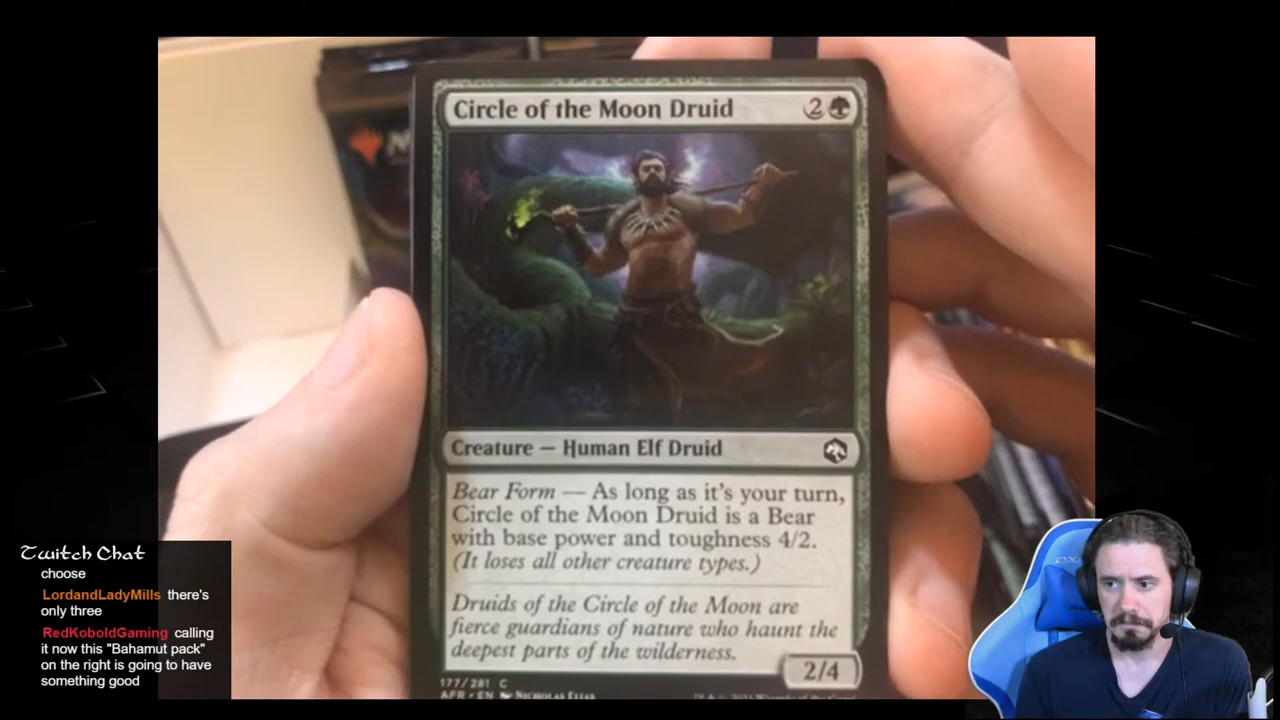 Circle of the Moon Druid 2
Creature — Human Elf Druid
Bear Form — As long as it's your turn,
Circle of the Moon Druid is a Bear
with base power and toughness 4/2.
(It loses all other creature types.)
Druids of the Circle of the Moon are
fierce guardians of nature who haunt the
deepest parts of the wilderness.
2/4
177/281 C
AFR • EN
Twitch Chat
choose
LordandLadyMills there's
only three
RedKoboldGaming calling
it now this "Bahamut pack"
on the right is going to have
something good